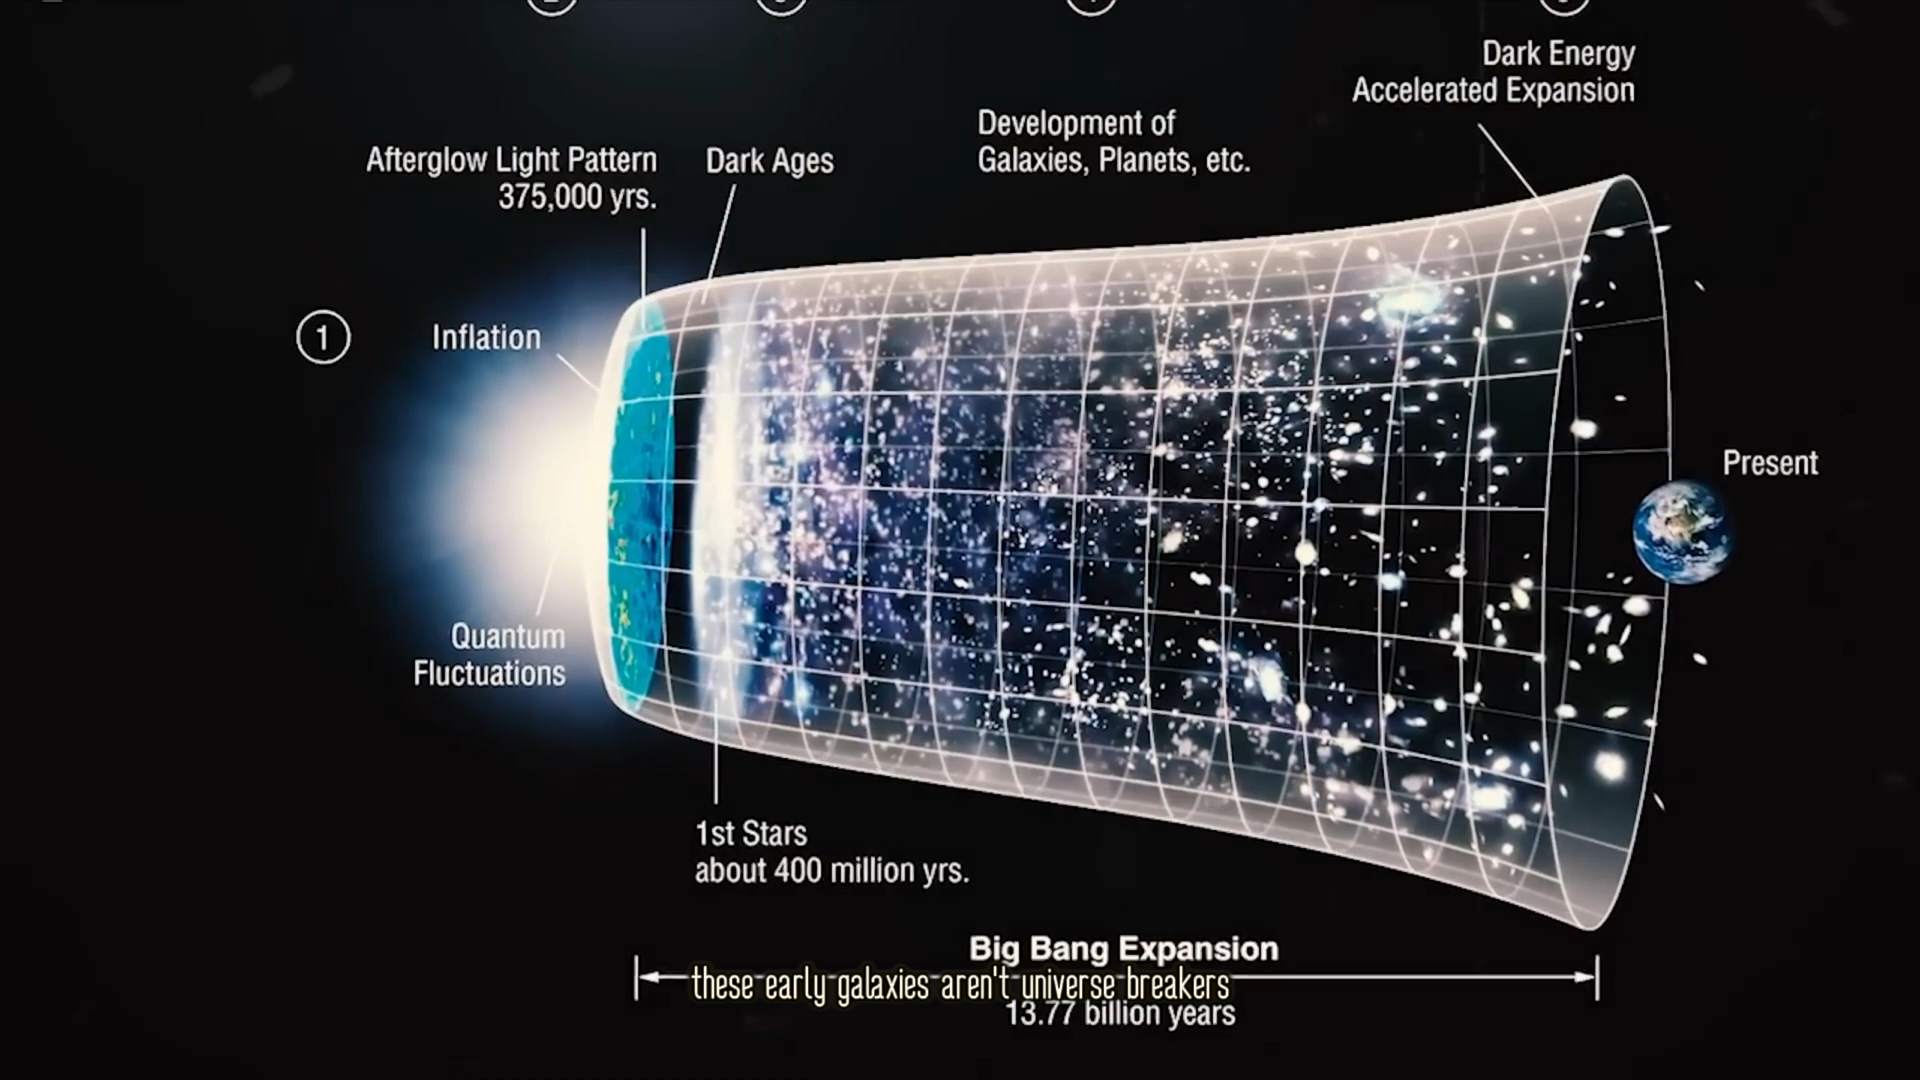 Dark Energy
Accelerated Expansion
Development of
Galaxies, Planets, etc.
Afterglow Light Pattern
375,000 yrs.
Dark Ages
1
Inflation
Present
Quantum
Fluctuations
1st Stars
about 400 million yrs.
Big Bang Expansion
these early galaxies aren't universe breakers
13.77 billion years